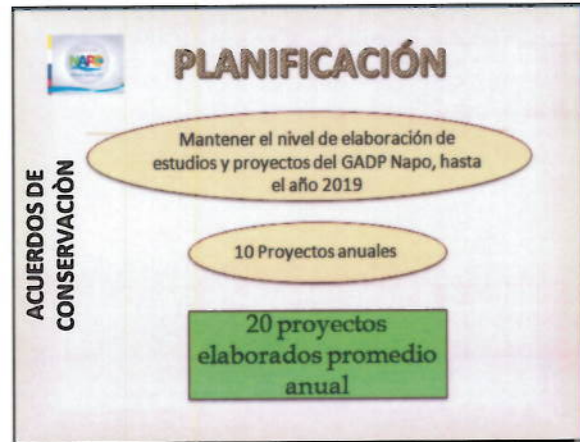 NAPO
PLANIFICACIÓN
ACUERDOS DE
CONSERVACIÒN
Mantener el nivel de elaboración de
estudios y proyectos del GADP Napo, hasta
el año 2019
10 Proyectos anuales
20 proyectos
elaborados promedio
anual